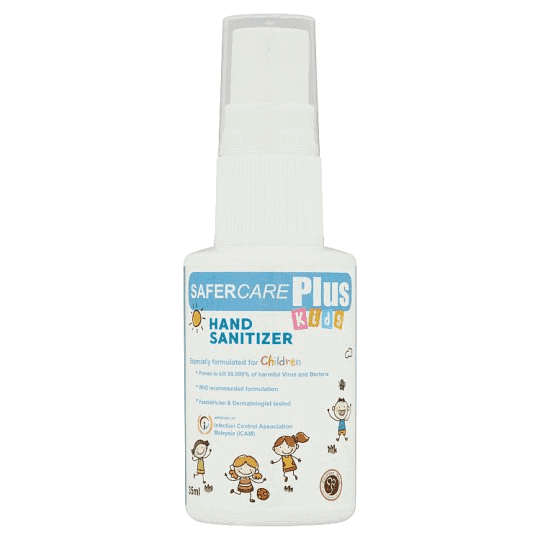 SAFERCARE Plus
Kids
HAND
SANITIZER
Especially formulated for Children
* Proven to kill 99.999% of harmful Virus and Bacteria
* WHO recommended formulation
* Paediatrician & Dermatologist tested
Infection Control Association
Malaysia (ICAM)
35ml